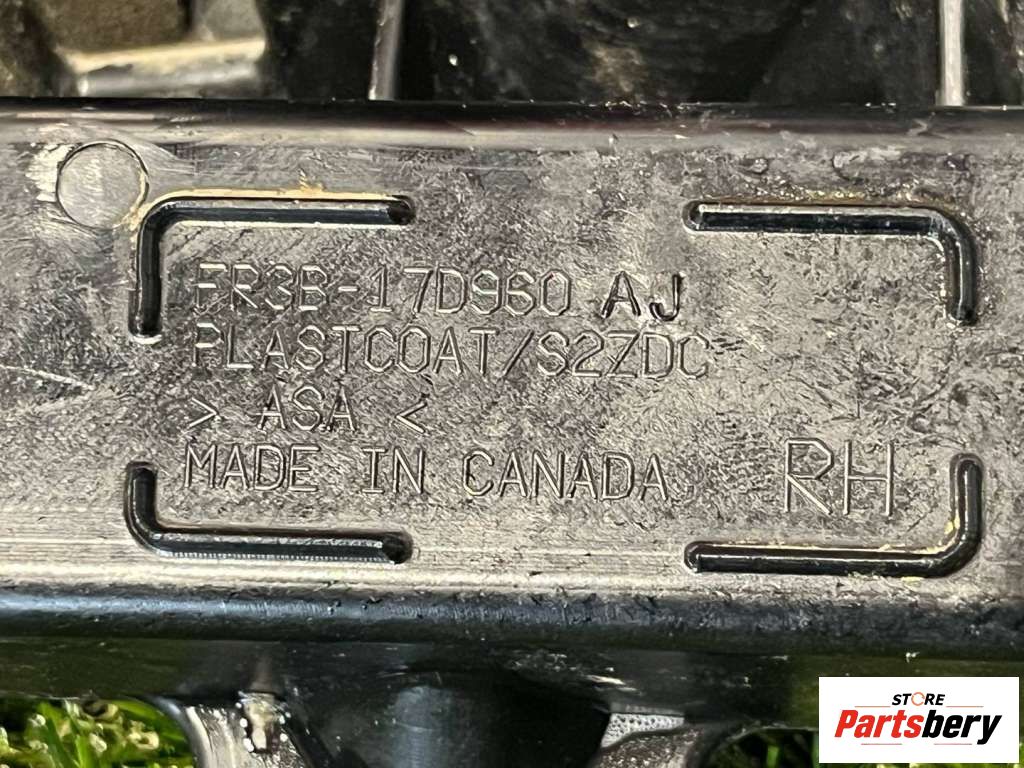 FR3B-17D960 AJ
PLASTCOAT/S2ZDC
> ASA <
MADE IN CANADA
RH
STORE
Partsbery